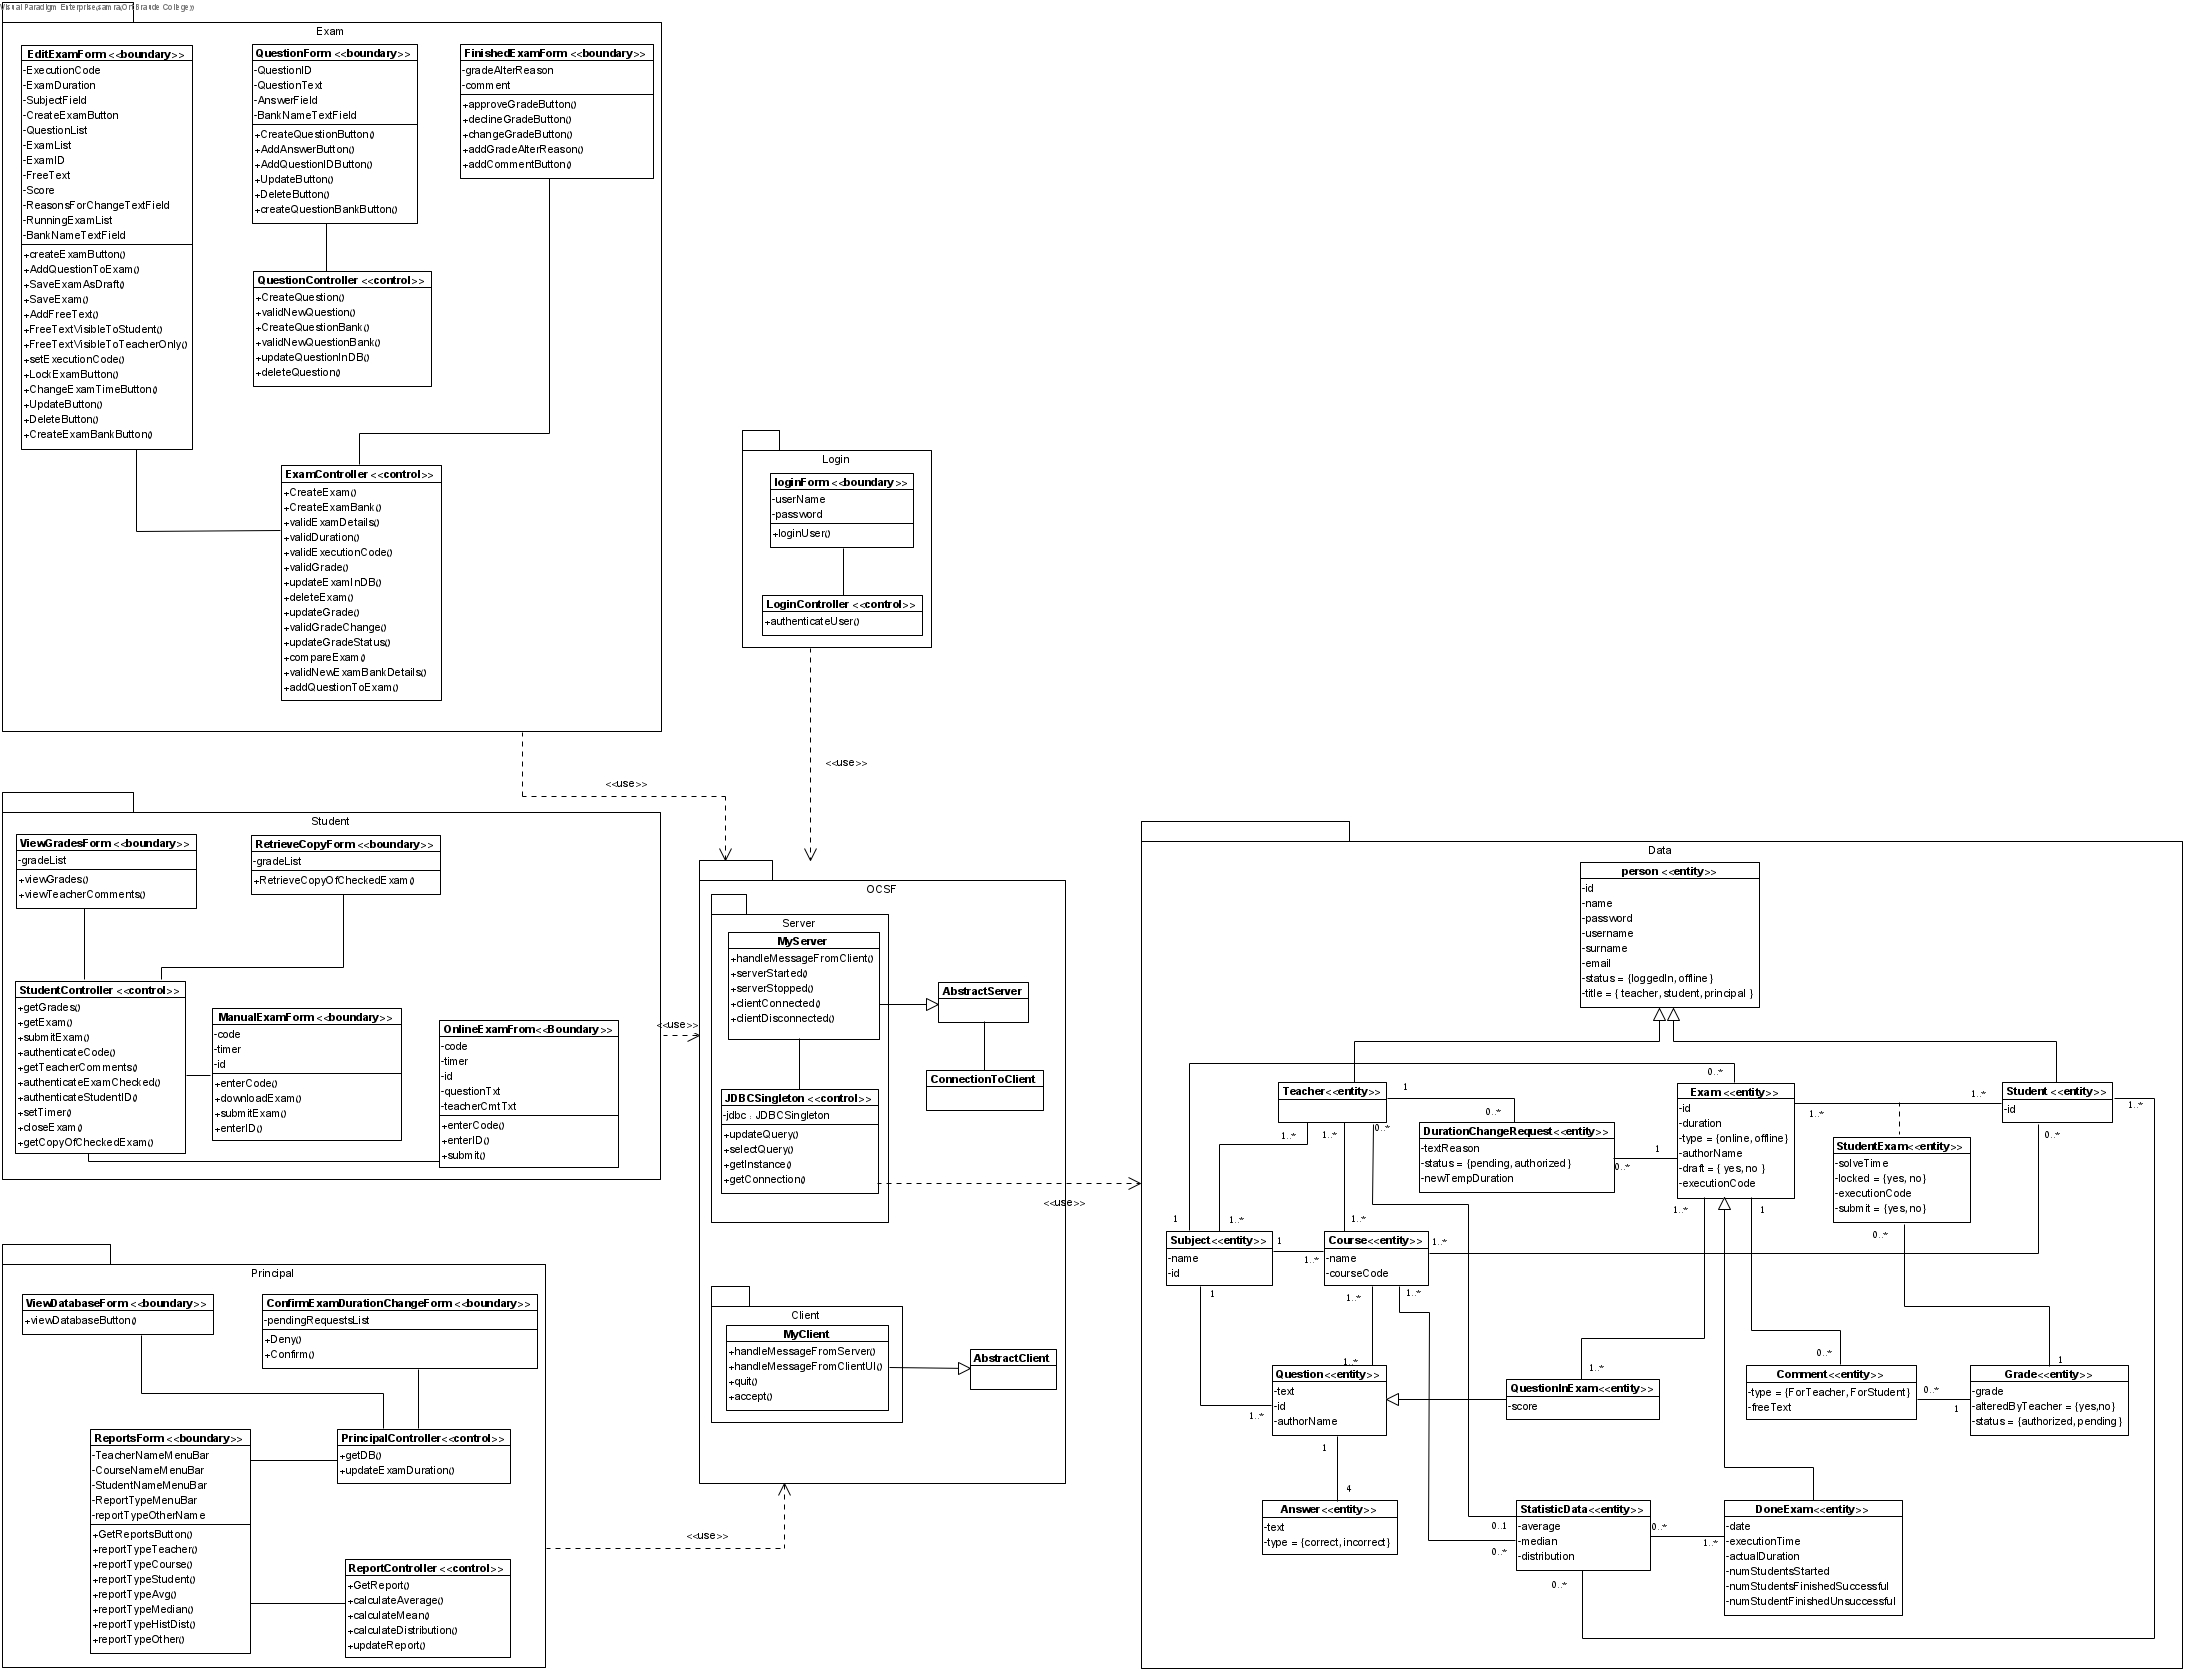 Visual Paradigm Enterprise(samra(Ort Braude College))
Exam
EditExamForm <<boundary>>
-ExecutionCode
-ExamDuration
-SubjectField
-CreateExamButton
-QuestionList
-ExamList
-ExamID
-FreeText
-Score
-ReasonsForChangeTextField
-RunningExamList
-BankNameTextField
+createExamButton()
+AddQuestionToExam()
+SaveExamAsDraft()
+SaveExam()
+AddFreeText()
+FreeTextVisibleToStudent()
+FreeTextVisibleToTeacherOnly()
+setExecutionCode()
+LockExamButton()
+ChangeExamTimeButton()
+UpdateButton()
+DeleteButton()
+CreateExamBankButton()
QuestionForm <<boundary>>
-QuestionID
-QuestionText
-AnswerField
-BankNameTextField
+CreateQuestionButton()
+AddAnswerButton()
+AddQuestionIDButton()
+UpdateButton()
+DeleteButton()
+createQuestionBankButton()
FinishedExamForm <<boundary>>
-gradeAlterReason
-comment
+approveGradeButton()
+declineGradeButton()
+changeGradeButton()
+addGradeAlterReason()
+addCommentButton()
QuestionController <<control>>
+CreateQuestion()
+validNewQuestion()
+CreateQuestionBank()
+validNewQuestionBank()
+updateQuestionInDB()
+deleteQuestion()
ExamController <<control>>
+CreateExam()
+CreateExamBank()
+validExamDetails()
+validDuration()
+validExecutionCode()
+validGrade()
+updateExamInDB()
+deleteExam()
+updateGrade()
+validGradeChange()
+updateGradeStatus()
+compareExam()
+validNewExamBankDetails()
+addQuestionToExam()
Login
loginForm <<boundary>>
-userName
-password
+loginUser()
LoginController <<control>>
+authenticateUser()
<<use>>
<<use>>
Student
ViewGradesForm <<boundary>>
-gradeList
+viewGrades()
+viewTeacherComments()
RetrieveCopyForm <<boundary>>
-gradeList
+RetrieveCopyOfCheckedExam()
StudentController <<control>>
+getGrades()
+getExam()
+submitExam()
+authenticateCode()
+getTeacherComments()
+authenticateExamChecked()
+authenticateStudentID()
+setTimer()
+closeExam()
+getCopyOfCheckedExam()
ManualExamForm <<boundary>>
-code
-timer
-id
+enterCode()
+downloadExam()
+submitExam()
+enterID()
OnlineExamFrom<<Boundary>>
-code
-timer
-id
-questionTxt
-teacherCmtTxt
+enterCode()
+enterID()
+submit()
<<use>>
OCSF
Server
MyServer
+handleMessageFromClient()
+serverStarted()
+serverStopped()
+clientConnected()
+clientDisconnected()
AbstractServer
ConnectionToClient
JDBCSingleton <<control>>
-jdbc : JDBCSingleton
+updateQuery()
+selectQuery()
+getInstance()
+getConnection()
<<use>>
Client
MyClient
+handleMessageFromServer()
+handleMessageFromClientUI()
+quit()
+accept()
AbstractClient
Principal
ViewDatabaseForm <<boundary>>
+viewDatabaseButton()
ConfirmExamDurationChangeForm <<boundary>>
-pendingRequestsList
+Deny()
+Confirm()
ReportsForm <<boundary>>
-TeacherNameMenuBar
-CourseNameMenuBar
-StudentNameMenuBar
-ReportTypeMenuBar
-reportTypeOtherName
+GetReportsButton()
+reportTypeTeacher()
+reportTypeCourse()
+reportTypeStudent()
+reportTypeAvg()
+reportTypeMedian()
+reportTypeHistDist()
+reportTypeOther()
PrincipalController<<control>>
+getDB()
+updateExamDuration()
ReportController <<control>>
+GetReport()
+calculateAverage()
+calculateMean()
+calculateDistribution()
+updateReport()
<<use>>
Data
person <<entity>>
-id
-name
-password
-username
-surname
-email
-status = {loggedIn, offline }
-title = { teacher, student, principal }
0..*
Teacher<<entity>>
1
0..*
1..*
1..*
0..*
DurationChangeRequest<<entity>>
-textReason
-status = {pending, authorized }
-newTempDuration
1
0..*
Exam <<entity>>
-id
-duration
-type = {online, offline}
-authorName
-draft = { yes, no }
-executionCode
1..*
1..*
Student <<entity>>
-id
1..*
0..*
StudentExam<<entity>>
-solveTime
-locked = {yes, no}
-executionCode
-submit = {yes, no}
1..*
1
0..*
1
1..*
1..*
Subject<<entity>>
-name
-id
1
1..*
Course<<entity>>
-name
-courseCode
1..*
1
1..*
1..*
1..*
0..*
1..*
1
Question<<entity>>
-text
-id
-authorName
1..*
QuestionInExam<<entity>>
-score
Comment<<entity>>
-type = {ForTeacher, ForStudent}
-freeText
0..*
1
Grade<<entity>>
-grade
-alteredByTeacher = {yes,no}
-status = {authorized, pending }
1
4
Answer<<entity>>
-text
-type = {correct, incorrect}
0..1
0..*
StatisticData<<entity>>
-average
-median
-distribution
0..*
1..*
0..*
DoneExam<<entity>>
-date
-executionTime
-actualDuration
-numStudentsStarted
-numStudentsFinishedSuccessful
-numStudentFinishedUnsuccessful